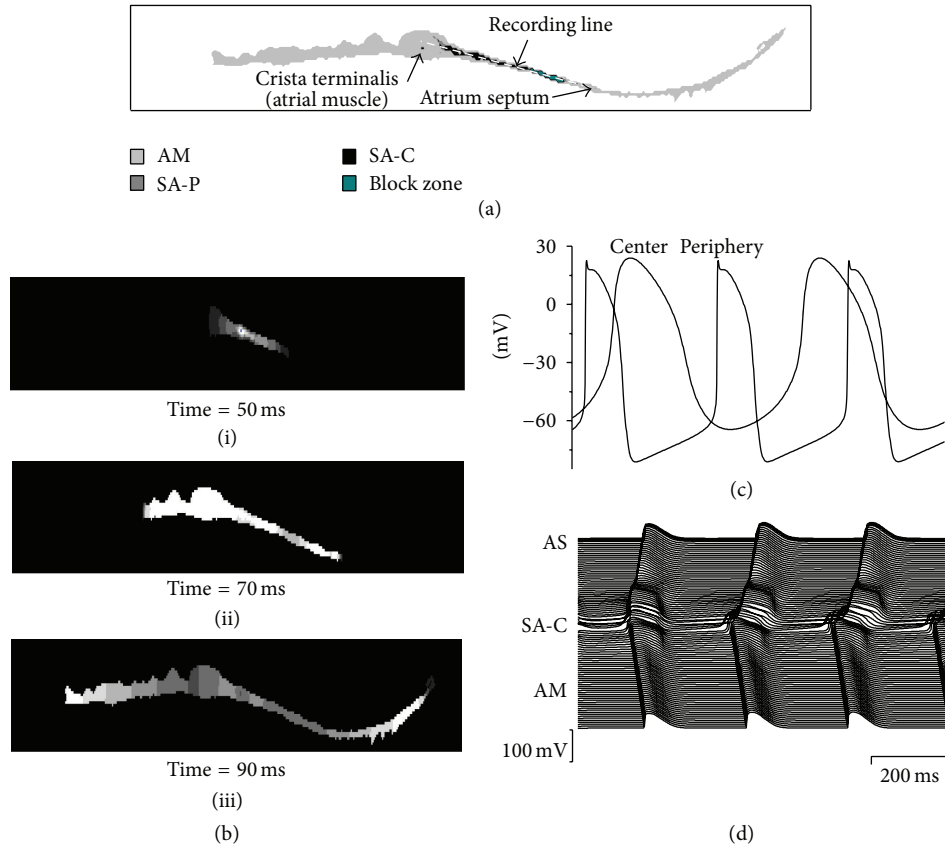 Recording line
Crista terminalis
(atrial muscle)
Atrium septum
AM
SA-C
SA-P
Block zone
(a)
Time = 50 ms
(i)
Time = 70 ms
(ii)
Time = 90 ms
(iii)
(b)
30
Center Periphery
0
(mV)
−30
−60
(c)
AS
SA-C
AM
100 mV
200 ms
(d)